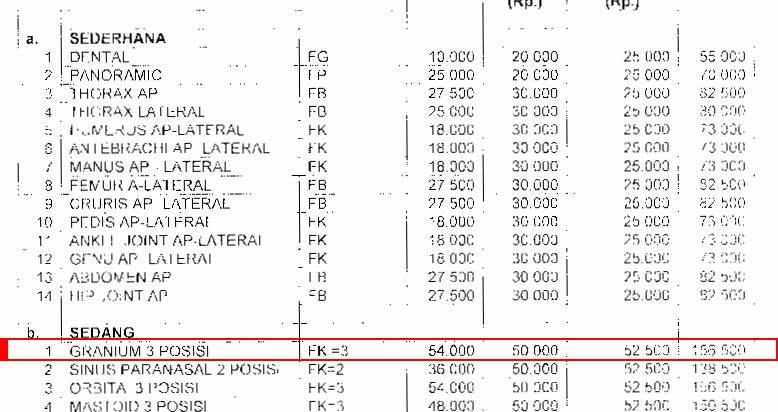 (Rp.) (Rp.)
a. SEDERHANA
1 DENTAL FG 10.000 20 000 25 000 55 000
2 PANORAMIC FP 25 000 20 000 25 000 70 000
3 THORAX AP FB 27 500 30.000 25 000 82 500
4 THORAX LATERAL FB 25 000 30 000 25 000 80 000
5 HUMERUS AP-LATERAL FK 18.000 30 000 25 000 73 000
6 ANTEBRACHI AP LATERAL FK 18.000 30 000 25 000 73 000
7 MANUS AP - LATERAL FK 18.000 30 000 25 000 73 000
8 FEMUR A-LATERAL FB 27 500 30.000 25 000 82 500
9 CRURIS AP LATERAL FB 27 500 30.000 25.000 82 500
10 PEDIS AP-LATERAL FK 18.000 30 000 25 000 73 000
11 ANKLE JOINT AP-LATERAL FK 18 000 30.000 25 000 73 000
12 GENU AP LATERAL FK 18 000 30 000 25 000 73 000
13 ABDOMEN AP FB 27 500 30 000 25 000 82 500
14 HIP JOINT AP FB 27.500 30 000 25.000 82 500
b. SEDANG
1 GRANIUM 3 POSISI FK =3 54.000 50 000 52 500 156 500
2 SINUS PARANASAL 2 POSISI FK=2 36 000 50.000 52 500 138 500
3 ORBITA 3 POSISI FK=3 54.000 50 000 52 500 156 500
4 MASTOID 3 POSISI FK=3 48.000 50 000 52 500 150 500